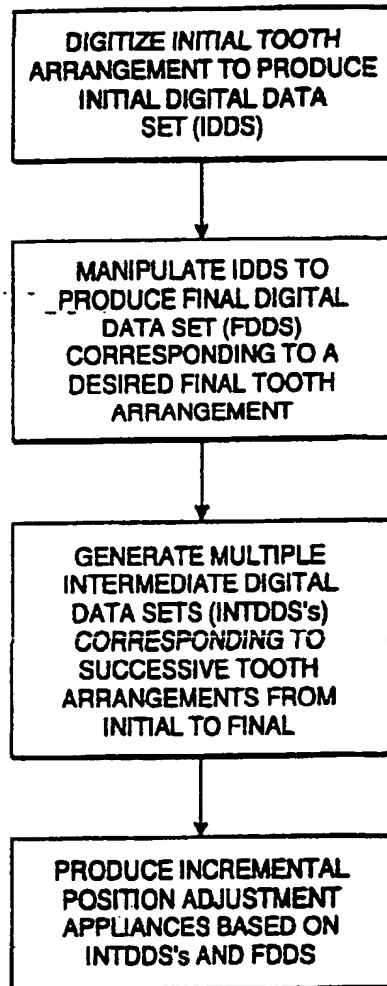 DIGITIZE INITIAL TOOTH
ARRANGEMENT TO PRODUCE
INITIAL DIGITAL DATA
SET (IDDS)
MANIPULATE IDDS TO
PRODUCE FINAL DIGITAL
DATA SET (FDDS)
CORRESPONDING TO A
DESIRED FINAL TOOTH
ARRANGEMENT
GENERATE MULTIPLE
INTERMEDIATE DIGITAL
DATA SETS (INTDDS's)
CORRESPONDING TO
SUCCESSIVE TOOTH
ARRANGEMENTS FROM
INITIAL TO FINAL
PRODUCE INCREMENTAL
POSITION ADJUSTMENT
APPLIANCES BASED ON
INTDDS's AND FDDS